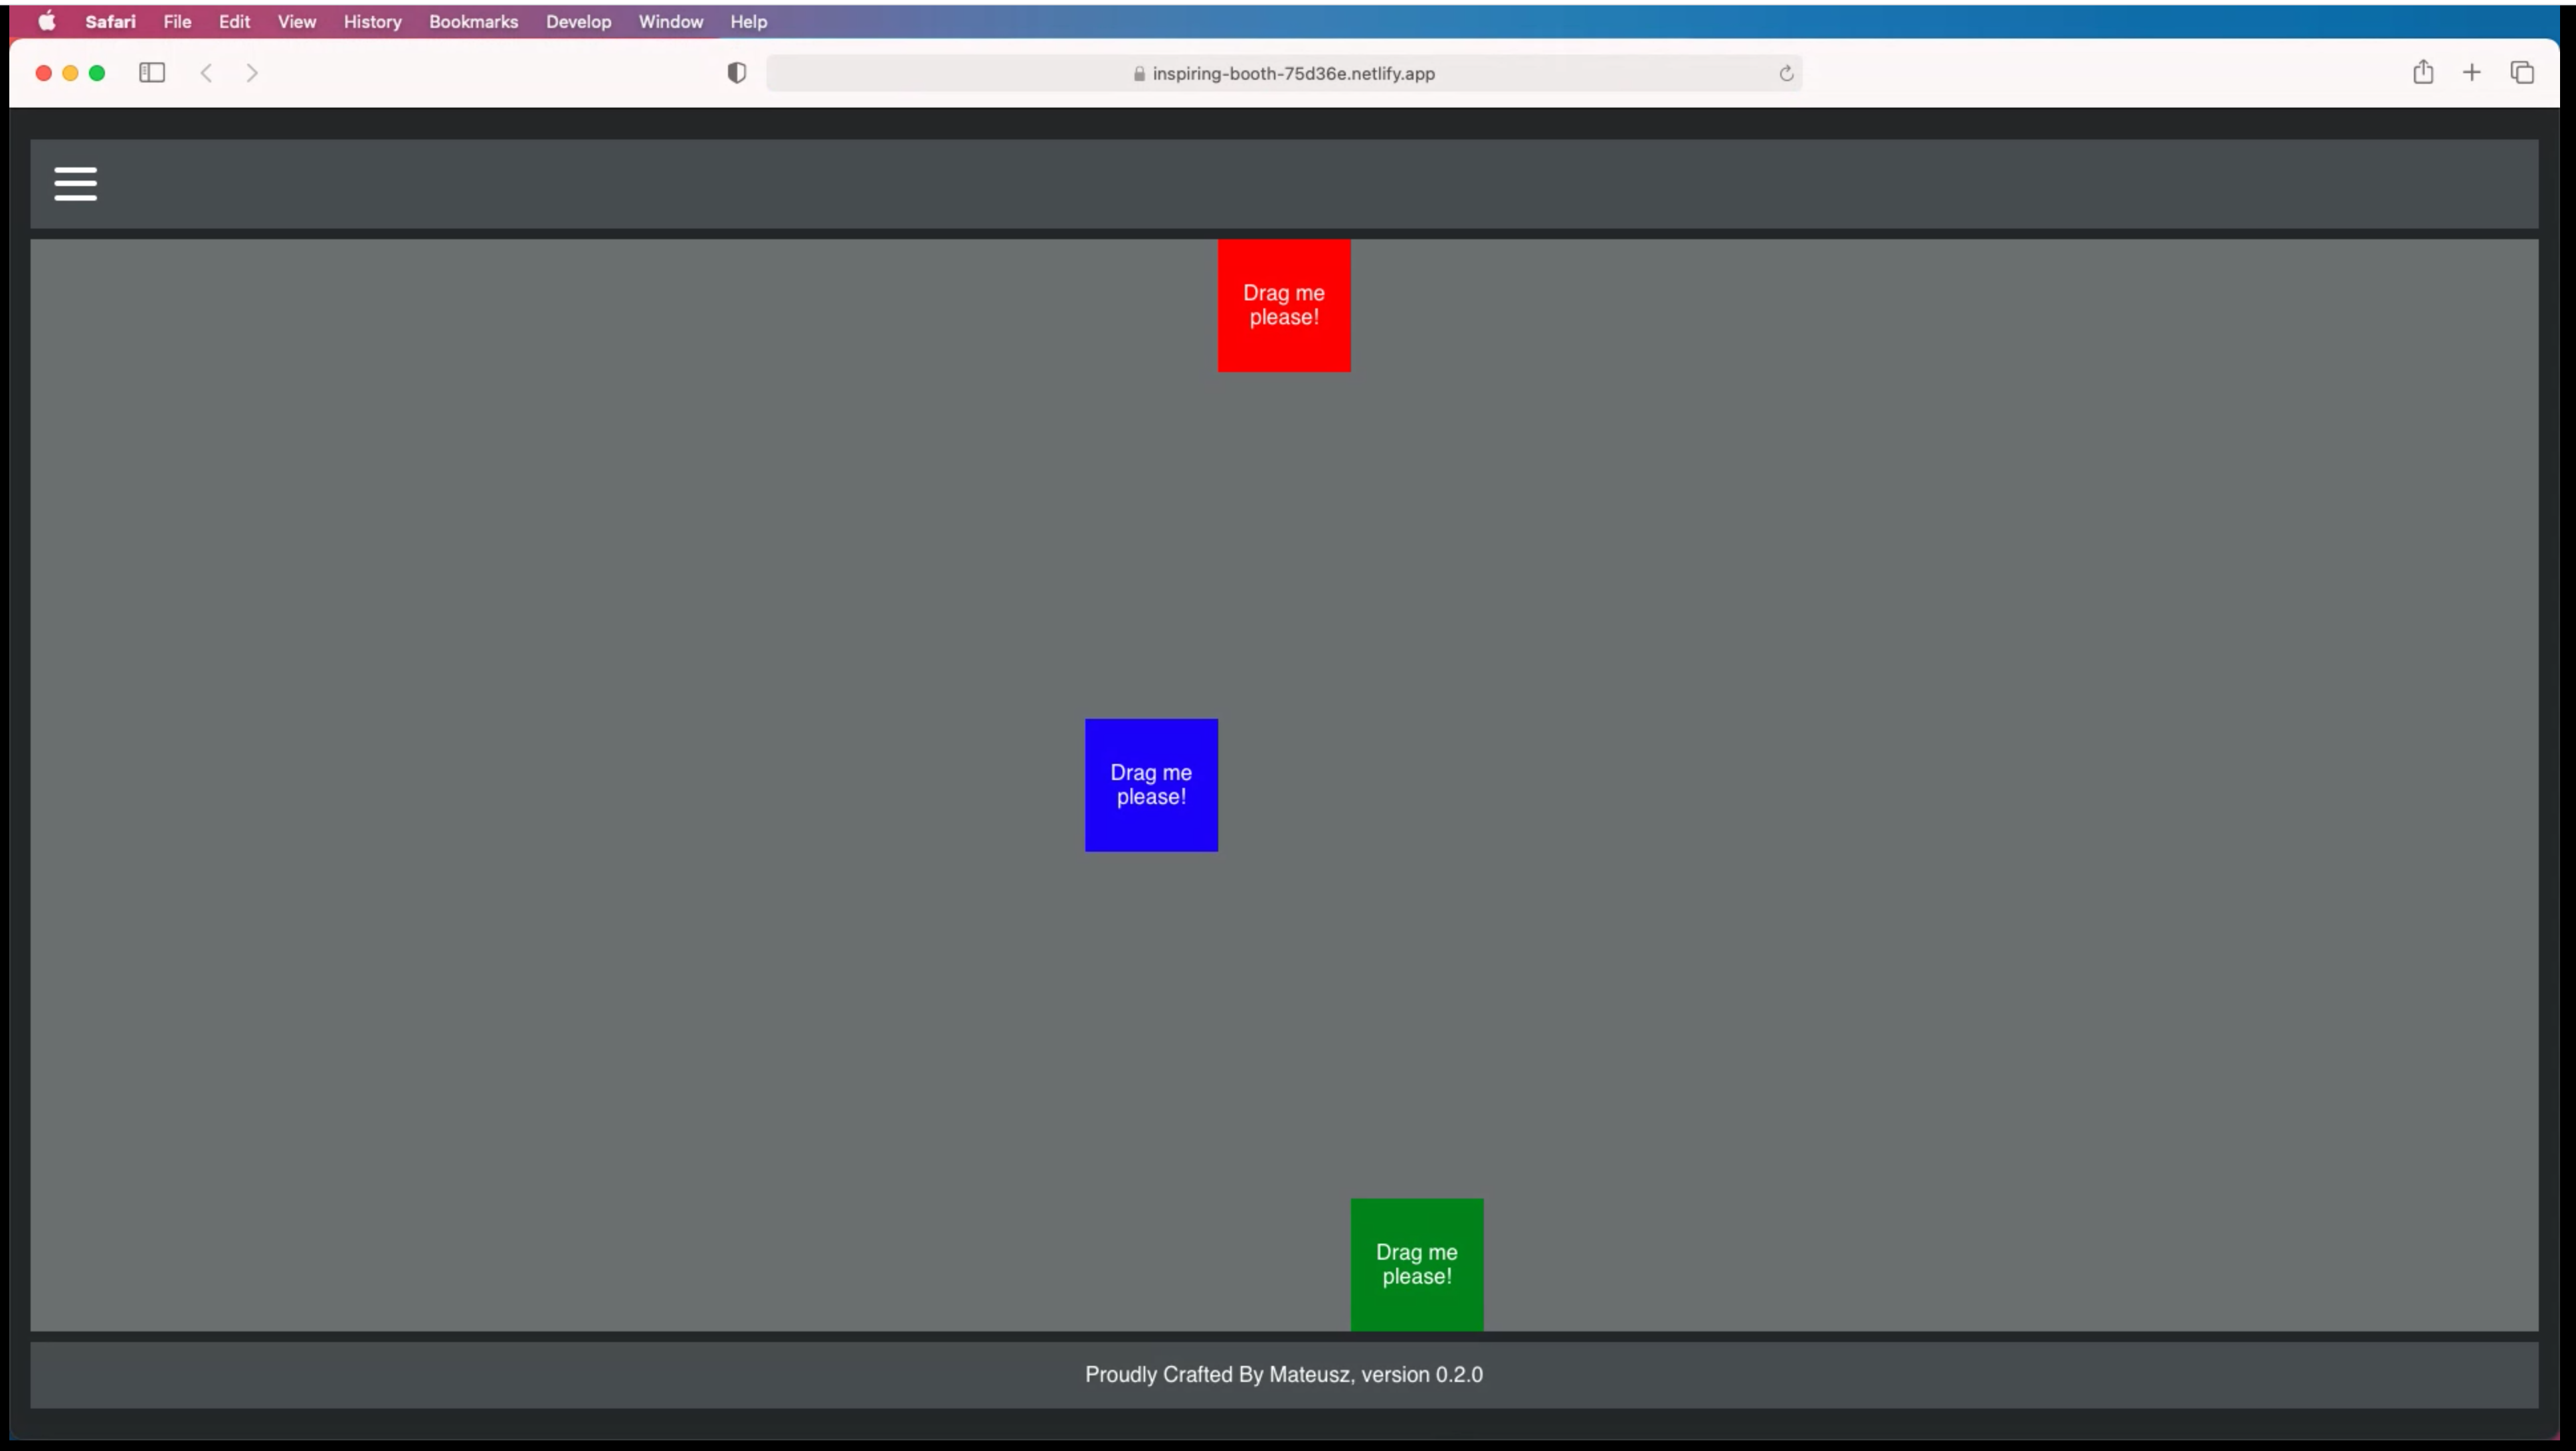 Safari File Edit View History Bookmarks Develop Window Help
inspiring-booth-75d36e.netlify.app
Drag me
please!
Drag me
please!
Drag me
please!
Proudly Crafted By Mateusz, version 0.2.0